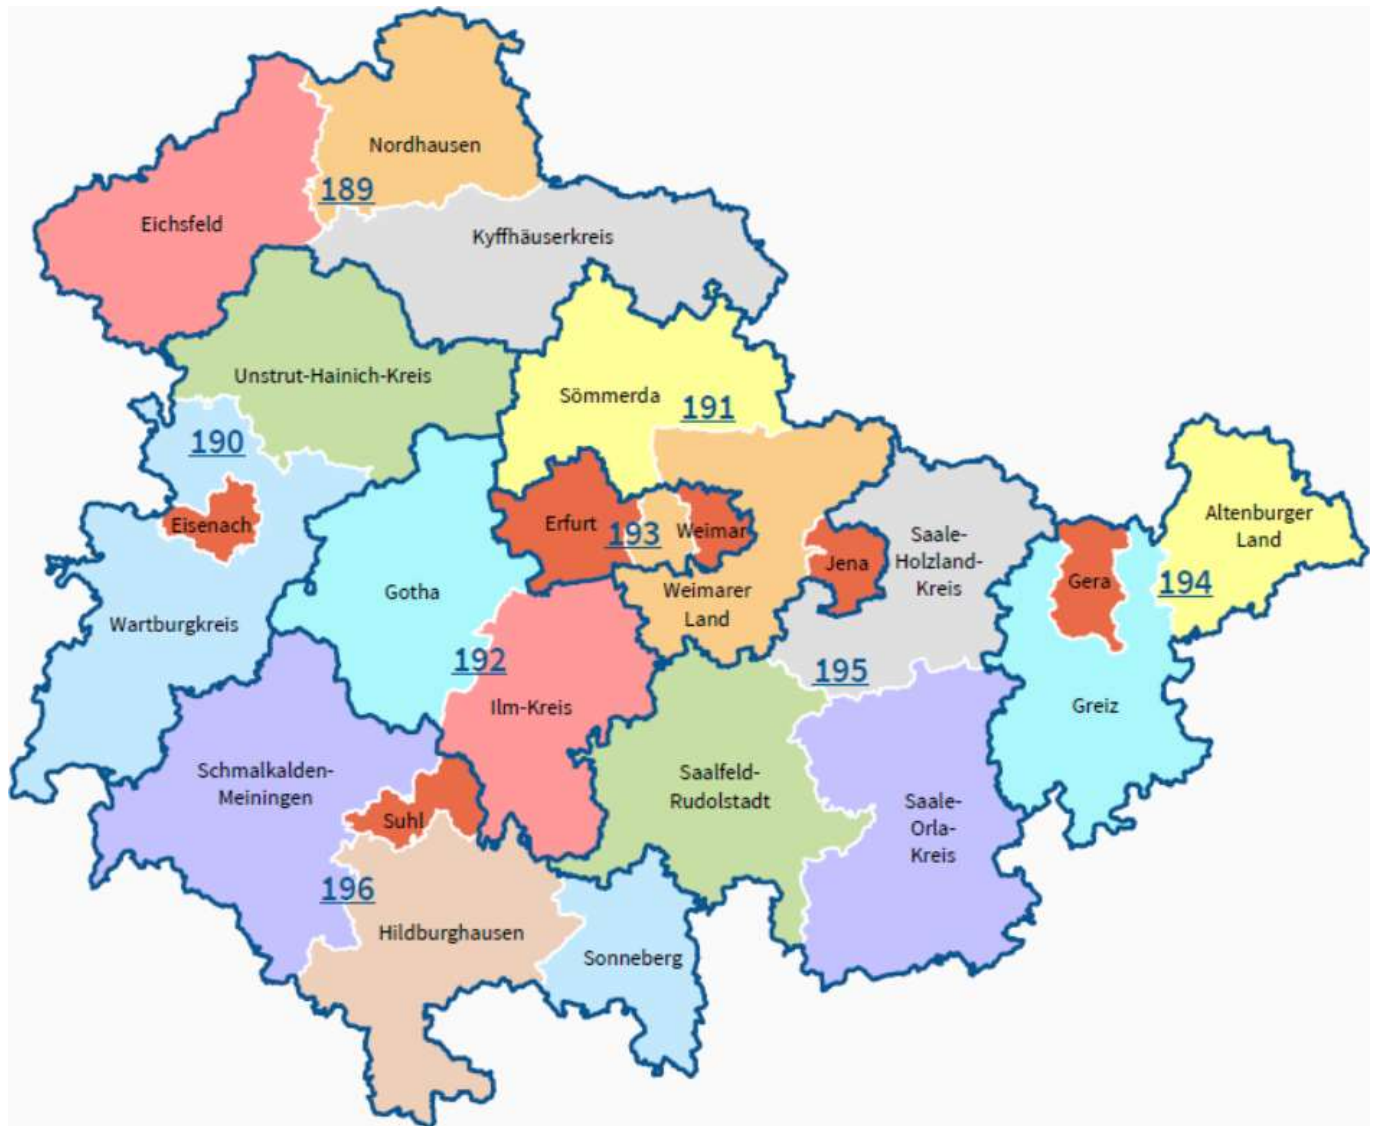 Nordhausen
189
Eichsfeld
Kyffhäuserkreis
Unstrut-Hainich-Kreis
Sömmerda
191
190
Eisenach
Erfurt
193
Weimar
Altenburger
Land
Saale-
Holzland-
Kreis
Jena
Gera
194
Gotha
Weimarer
Land
Wartburgkreis
192
195
Ilm-Kreis
Greiz
Schmalkalden-
Meiningen
Saalfeld-
Rudolstadt
Saale-
Orla-
Kreis
Suhl
196
Hildburghausen
Sonneberg